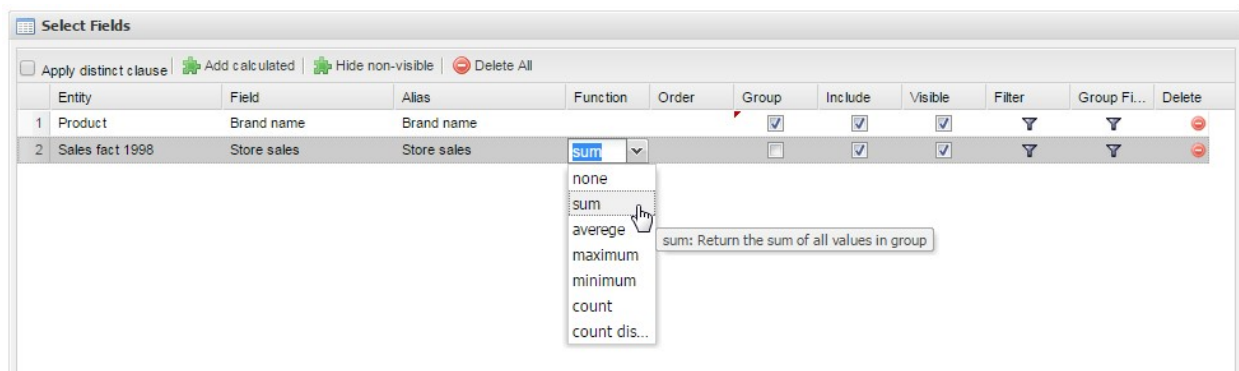 Select Fields
Apply distinct clause Add calculated Hide non-visible Delete All
Entity Field Alias Function Order Group Include Visible Filter Group Fi... Delete
1 Product Brand name Brand name
2 Sales fact 1998 Store sales Store sales sum
none
sum
averege
sum: Return the sum of all values in group
maximum
minimum
count
count dis...